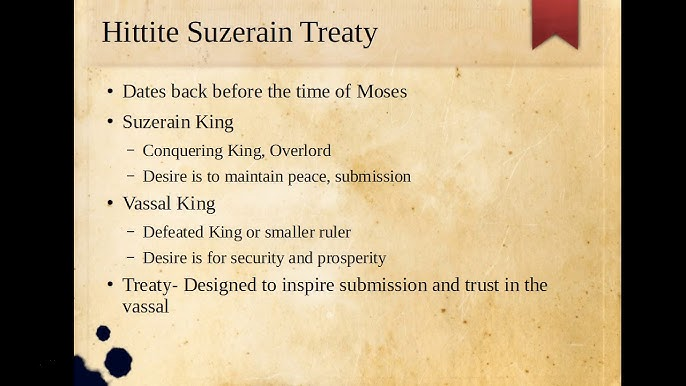 Hittite Suzerain Treaty
• Dates back before the time of Moses
• Suzerain King
– Conquering King, Overlord
– Desire is to maintain peace, submission
• Vassal King
– Defeated King or smaller ruler
– Desire is for security and prosperity
• Treaty- Designed to inspire submission and trust in the
vassal